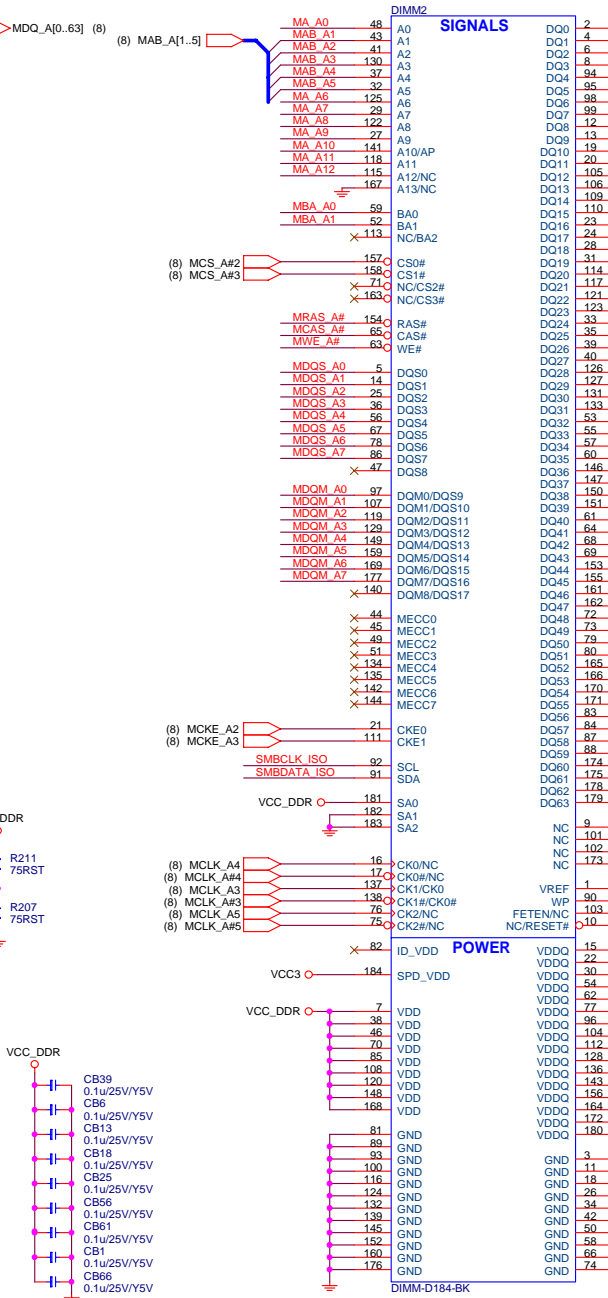 MDQ_A[0..63] (8)
(8) MAB_A[1..5]
DIMM2
SIGNALS
MA_A0 48 A0
MAB_A1 43 A1
MAB_A2 41 A2
MAB_A3 130 A3
MAB_A4 37 A4
MAB_A5 32 A5
MA_A6 125 A6
MA_A7 29 A7
MA_A8 122 A8
MA_A9 27 A9
MA_A10 141 A10/AP
MA_A11 118 A11
MA_A12 115 A12/NC
167 A13/NC
MBA_A0 59 BA0
MBA_A1 52 BA1
113 NC/BA2
(8) MCS_A#2 157 CS0#
(8) MCS_A#3 158 CS1#
71 NC/CS2#
163 NC/CS3#
MRAS_A# 154 RAS#
MCAS_A# 65 CAS#
MWE_A# 63 WE#
MDQS_A0 5 DQS0
MDQS_A1 14 DQS1
MDQS_A2 25 DQS2
MDQS_A3 36 DQS3
MDQS_A4 56 DQS4
MDQS_A5 67 DQS5
MDQS_A6 78 DQS6
MDQS_A7 86 DQS7
47 DQS8
MDQM_A0 97 DQM0/DQS9
MDQM_A1 107 DQM1/DQS10
MDQM_A2 119 DQM2/DQS11
MDQM_A3 129 DQM3/DQS12
MDQM_A4 149 DQM4/DQS13
MDQM_A5 159 DQM5/DQS14
MDQM_A6 169 DQM6/DQS15
MDQM_A7 177 DQM7/DQS16
140 DQM8/DQS17
44 MECC0
45 MECC1
49 MECC2
51 MECC3
134 MECC4
135 MECC5
142 MECC6
144 MECC7
(8) MCKE_A2 21 CKE0
(8) MCKE_A3 111 CKE1
SMBCLK_ISO 92 SCL
SMBDATA_ISO 91 SDA
VCC_DDR 181 SA0
182 SA1
183 SA2
(8) MCLK_A4 16 CK0/NC
(8) MCLK_A#4 17 CK0#/NC
(8) MCLK_A3 137 CK1/CK0
(8) MCLK_A#3 138 CK1#/CK0#
(8) MCLK_A5 76 CK2/NC
(8) MCLK_A#5 75 CK2#/NC
DQ0 2
DQ1 4
DQ2 6
DQ3 8
DQ4 94
DQ5 95
DQ6 98
DQ7 99
DQ8 12
DQ9 13
DQ10 19
DQ11 20
DQ12 105
DQ13 106
DQ14 109
DQ15 110
DQ16 23
DQ17 24
DQ18 28
DQ19 31
DQ20 114
DQ21 117
DQ22 121
DQ23 123
DQ24 33
DQ25 35
DQ26 39
DQ27 40
DQ28 126
DQ29 127
DQ30 131
DQ31 133
DQ32 53
DQ33 55
DQ34 57
DQ35 60
DQ36 146
DQ37 147
DQ38 150
DQ39 151
DQ40 61
DQ41 64
DQ42 68
DQ43 69
DQ44 153
DQ45 155
DQ46 161
DQ47 162
DQ48 72
DQ49 73
DQ50 79
DQ51 80
DQ52 165
DQ53 166
DQ54 170
DQ55 171
DQ56 83
DQ57 84
DQ58 87
DQ59 88
DQ60 174
DQ61 175
DQ62 178
DQ63 179
NC 9
NC 101
NC 102
NC 173
VREF 1
WP 90
FETEN/NC 103
NC/RESET# 10
DDR
R211
75RST
R207
75RST
POWER
82 ID_VDD
VCC3 184 SPD_VDD
VCC_DDR 7 VDD
38 VDD
46 VDD
70 VDD
85 VDD
108 VDD
120 VDD
148 VDD
168 VDD
81 GND
89 GND
93 GND
100 GND
116 GND
124 GND
132 GND
139 GND
145 GND
152 GND
160 GND
176 GND
VDDQ 15
VDDQ 22
VDDQ 30
VDDQ 54
VDDQ 62
VDDQ 77
VDDQ 96
VDDQ 104
VDDQ 112
VDDQ 128
VDDQ 136
VDDQ 143
VDDQ 156
VDDQ 164
VDDQ 172
VDDQ 180
GND 3
GND 11
GND 18
GND 26
GND 34
GND 42
GND 50
GND 58
GND 66
GND 74
DIMM-D184-BK
VCC_DDR
CB39
0.1u/25V/Y5V
CB6
0.1u/25V/Y5V
CB13
0.1u/25V/Y5V
CB18
0.1u/25V/Y5V
CB25
0.1u/25V/Y5V
CB56
0.1u/25V/Y5V
CB61
0.1u/25V/Y5V
CB1
0.1u/25V/Y5V
CB66
0.1u/25V/Y5V